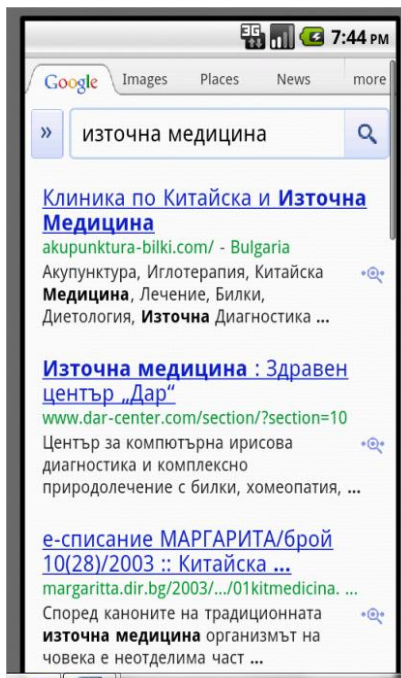 3G 7:44 PM
Google Images Places News more
» източна медицина
Клиника по Китайска и Източна
Медицина
akupunktura-bilki.com/ - Bulgaria
Акупунктура, Иглотерапия, Китайска
Медицина, Лечение, Билки,
Диетология, Източна Диагностика ...
Източна медицина : Здравен
център „Дар“
www.dar-center.com/section/?section=10
Център за компютърна ирисова
диагностика и комплексно
природолечение с билки, хомеопатия, ...
е-списание МАРГАРИТА/брой
10(28)/2003 :: Китайска ...
margaritta.dir.bg/2003/.../01kitmedicina. ...
Според каноните на традиционната
източна медицина организмът на
човека е неотделима част ...